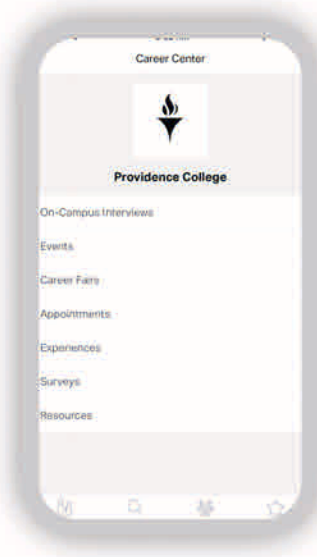 Career Center
Providence College
On-Campus Interviews
Events
Career Fairs
Appointments
Experiences
Surveys
Resources